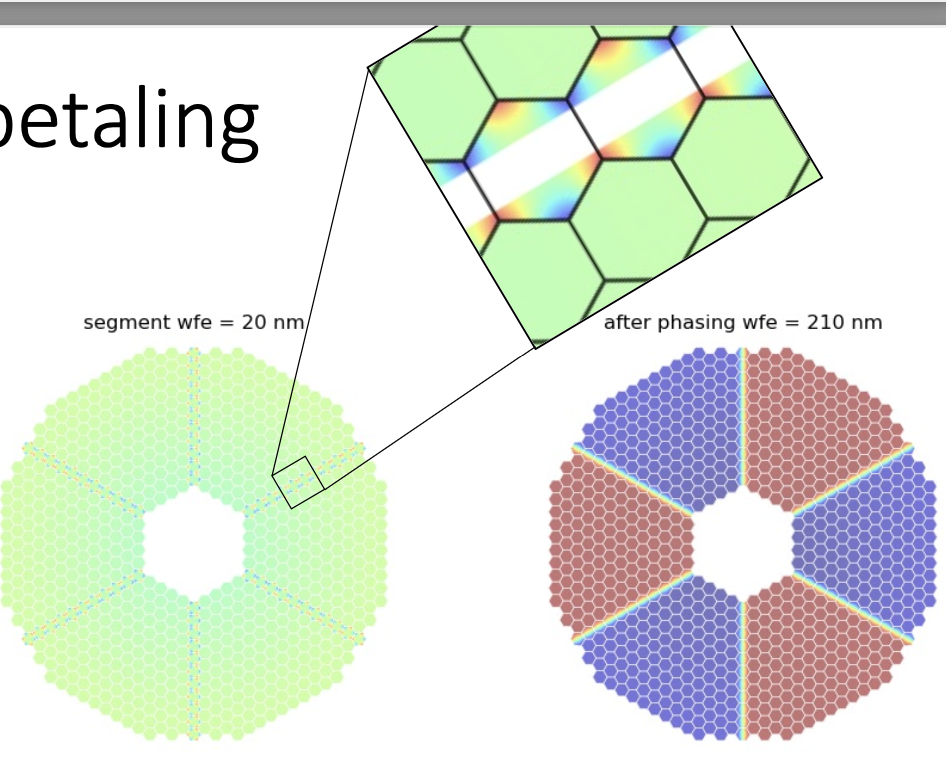 petaling
segment wfe = 20 nm
after phasing wfe = 210 nm